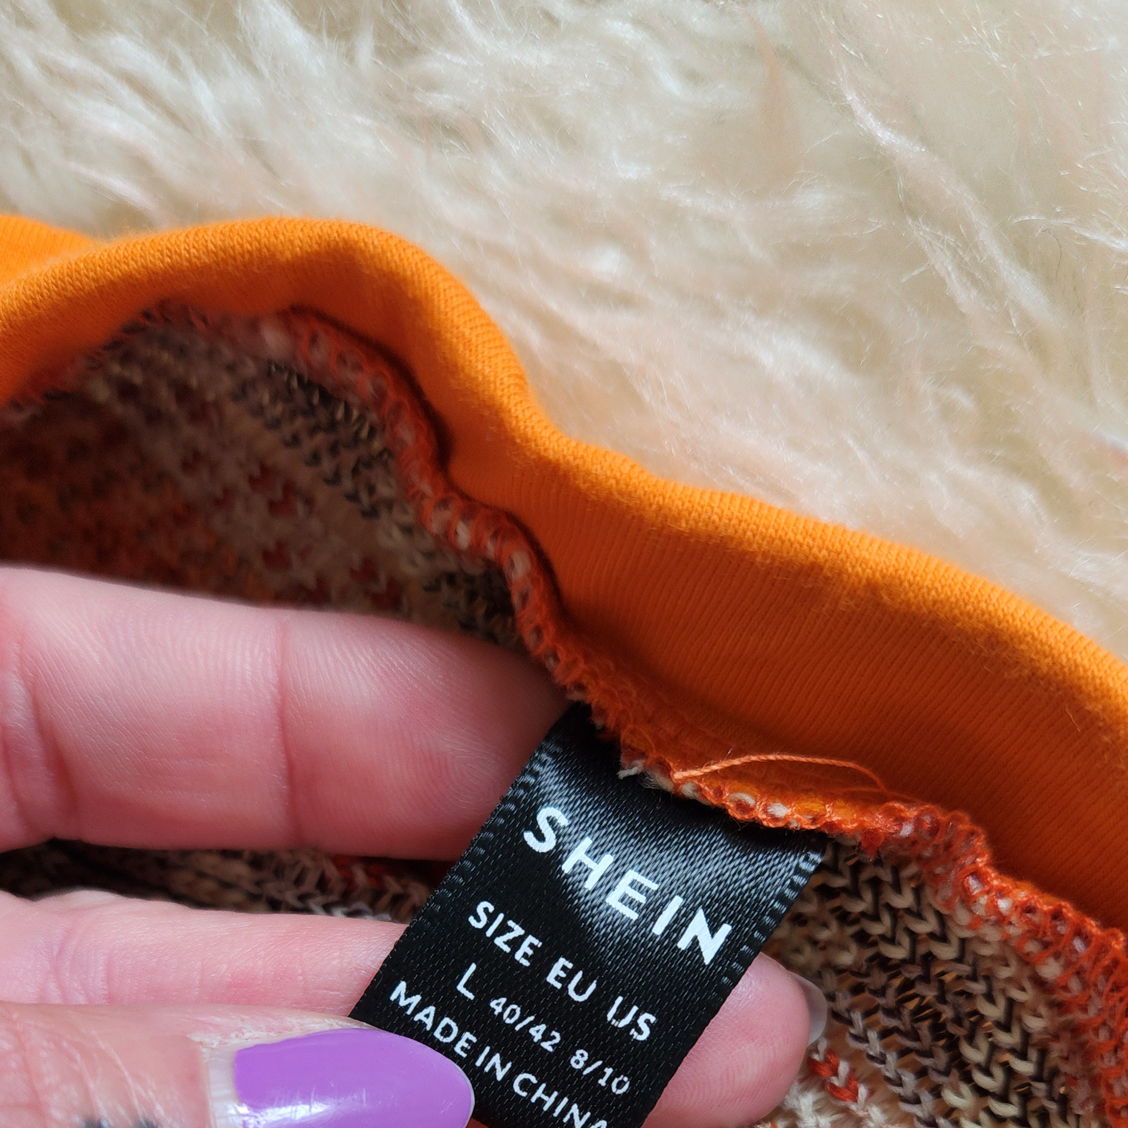 SHEIN
SIZE EU US
L 40/42 8/10
MADE IN CHINA